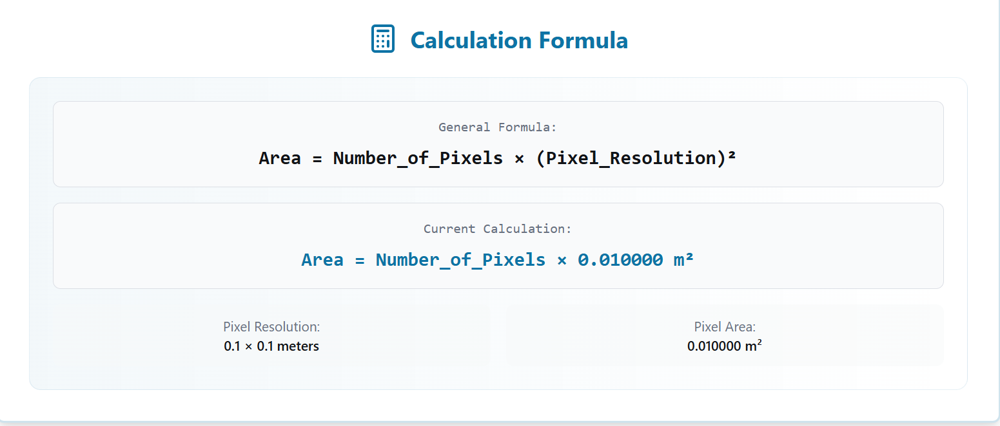 Calculation Formula
General Formula:
Area = Number_of_Pixels × (Pixel_Resolution)²
Current Calculation:
Area = Number_of_Pixels × 0.010000 m²
Pixel Resolution:
0.1 × 0.1 meters
Pixel Area:
0.010000 m²